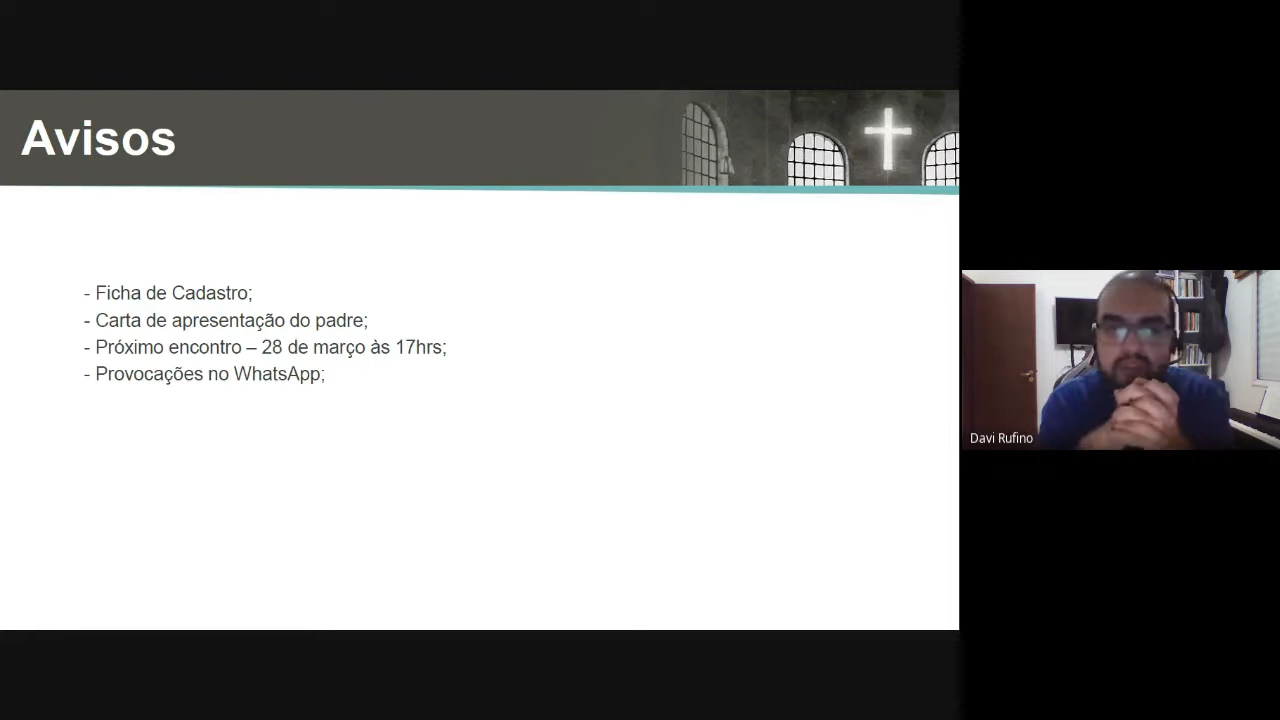 Avisos
- Ficha de Cadastro;
- Carta de apresentação do padre;
- Próximo encontro – 28 de março às 17hrs;
- Provocações no WhatsApp;
Davi Rufino